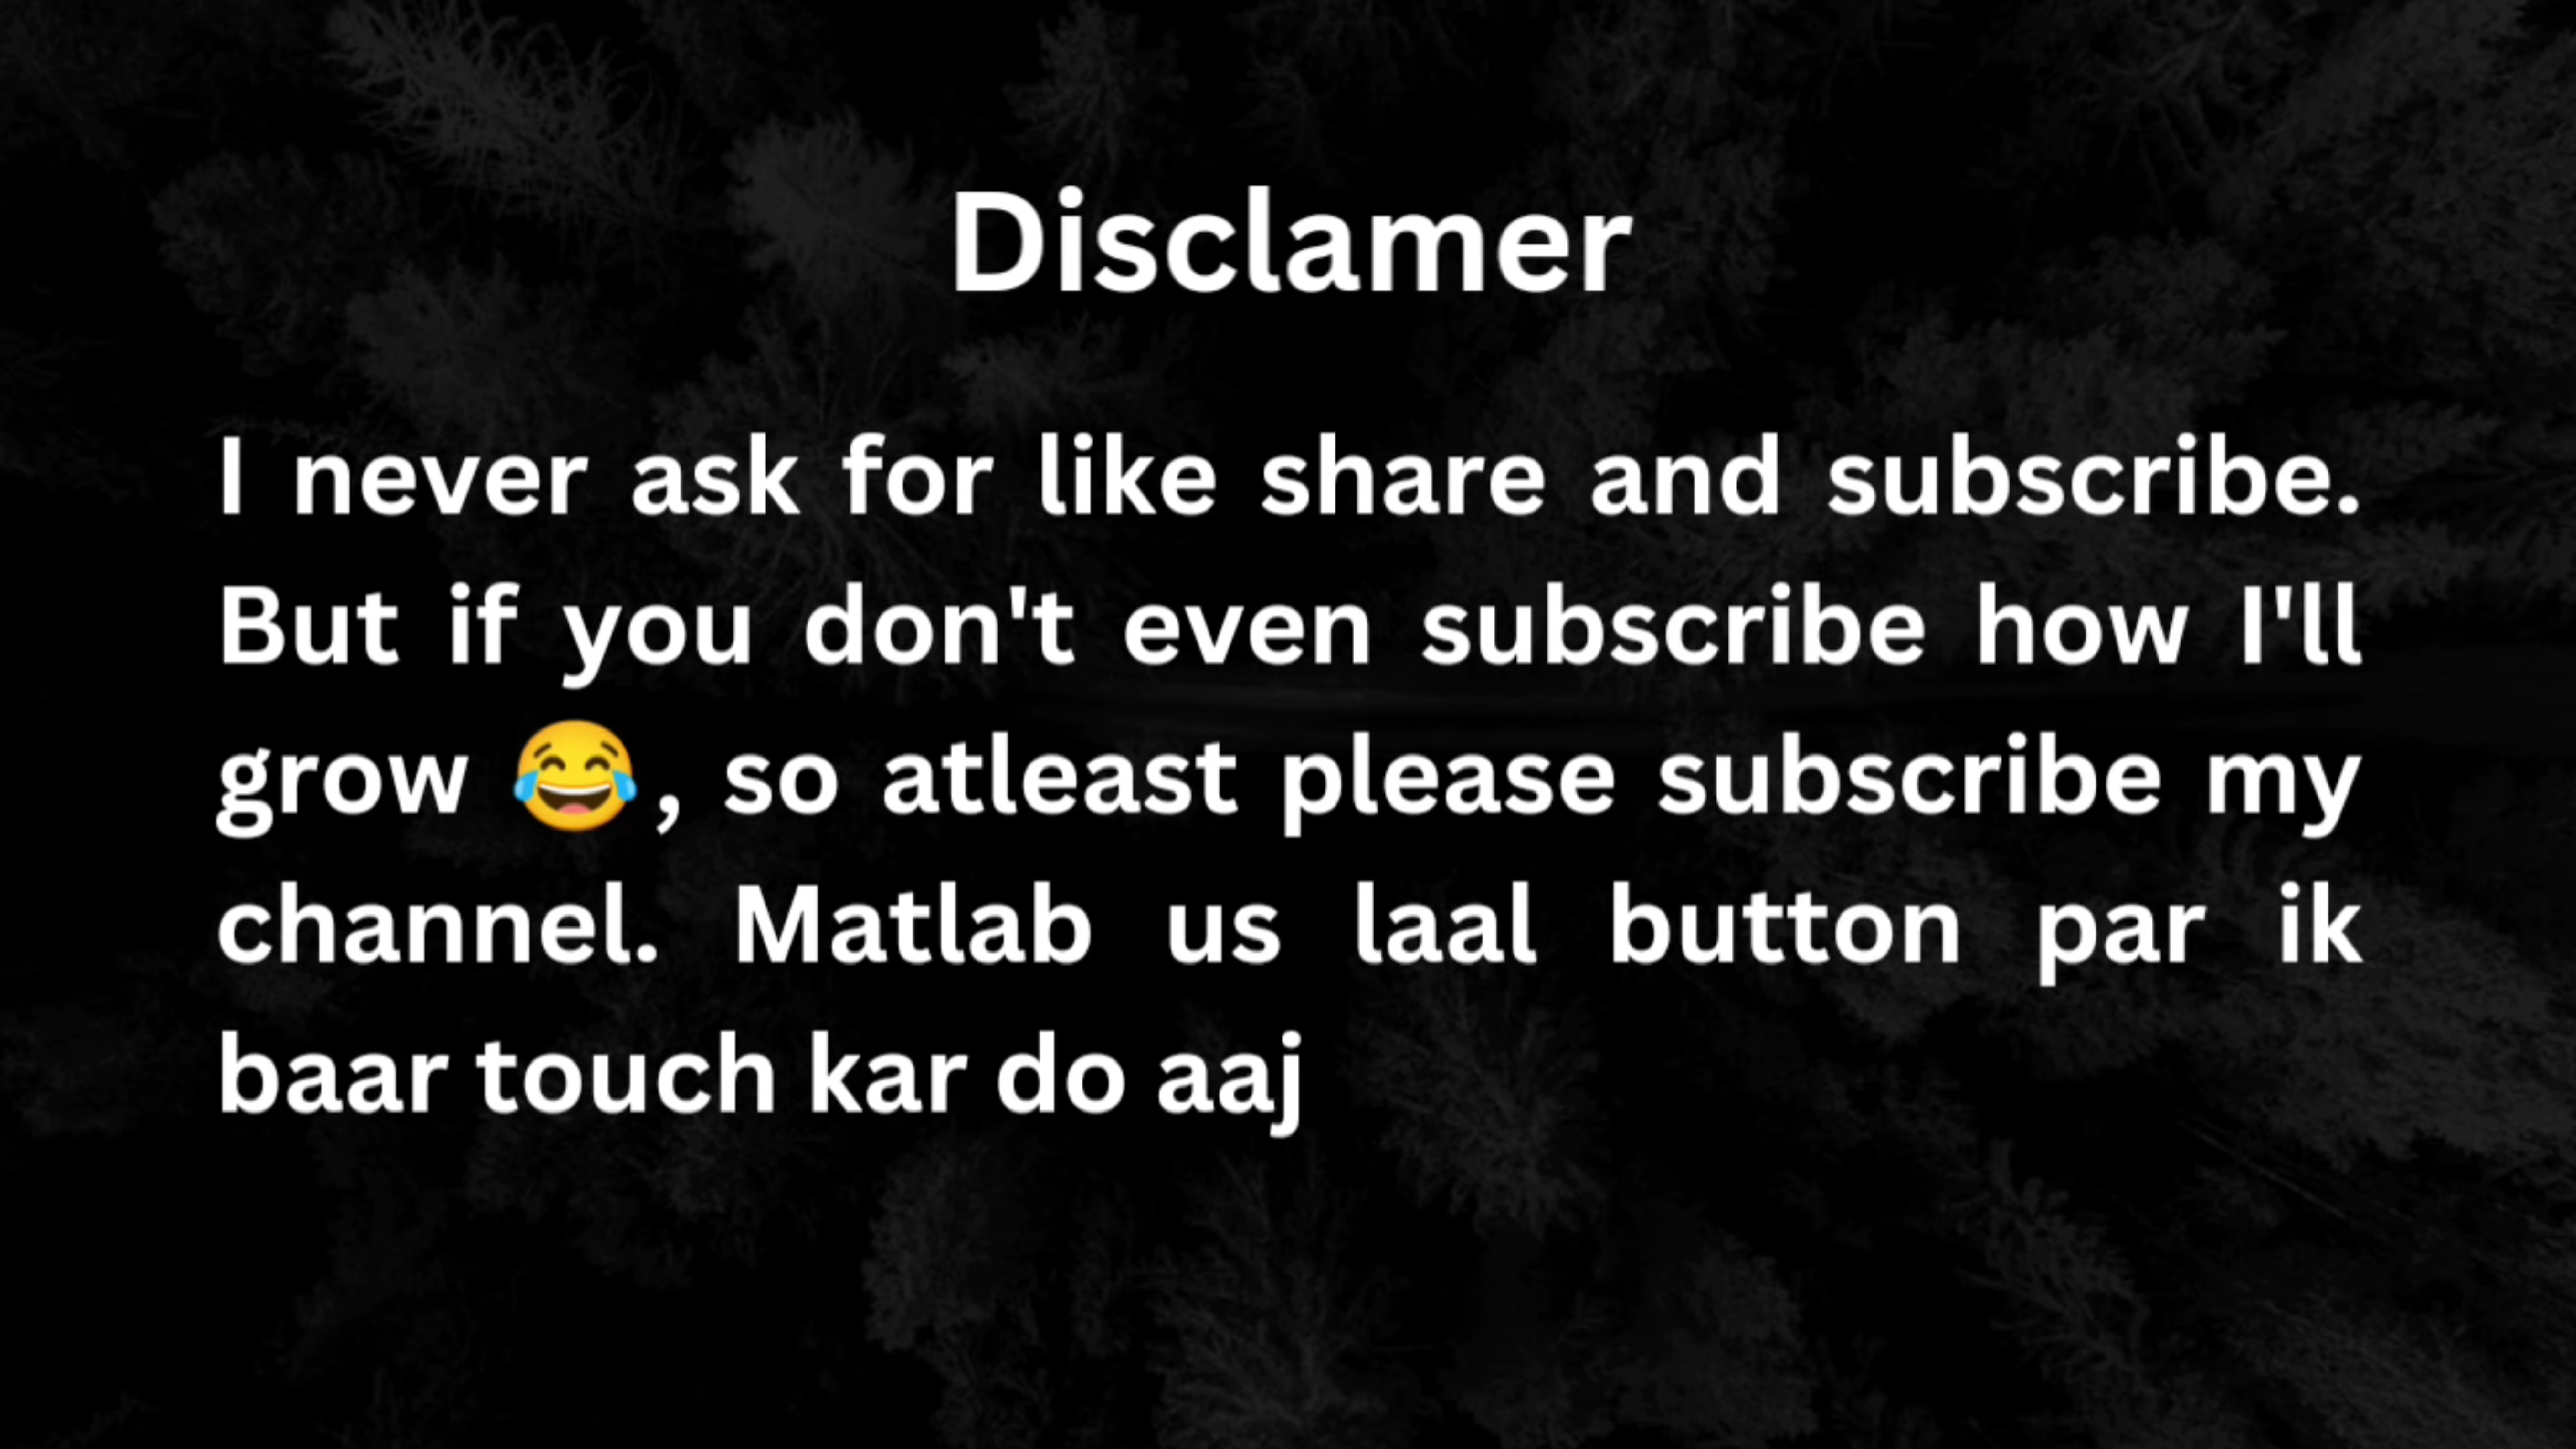 Disclamer
I never ask for like share and subscribe.
But if you don't even subscribe how I'll
grow 😂, so atleast please subscribe my
channel. Matlab us laal button par ik
baar touch kar do aaj